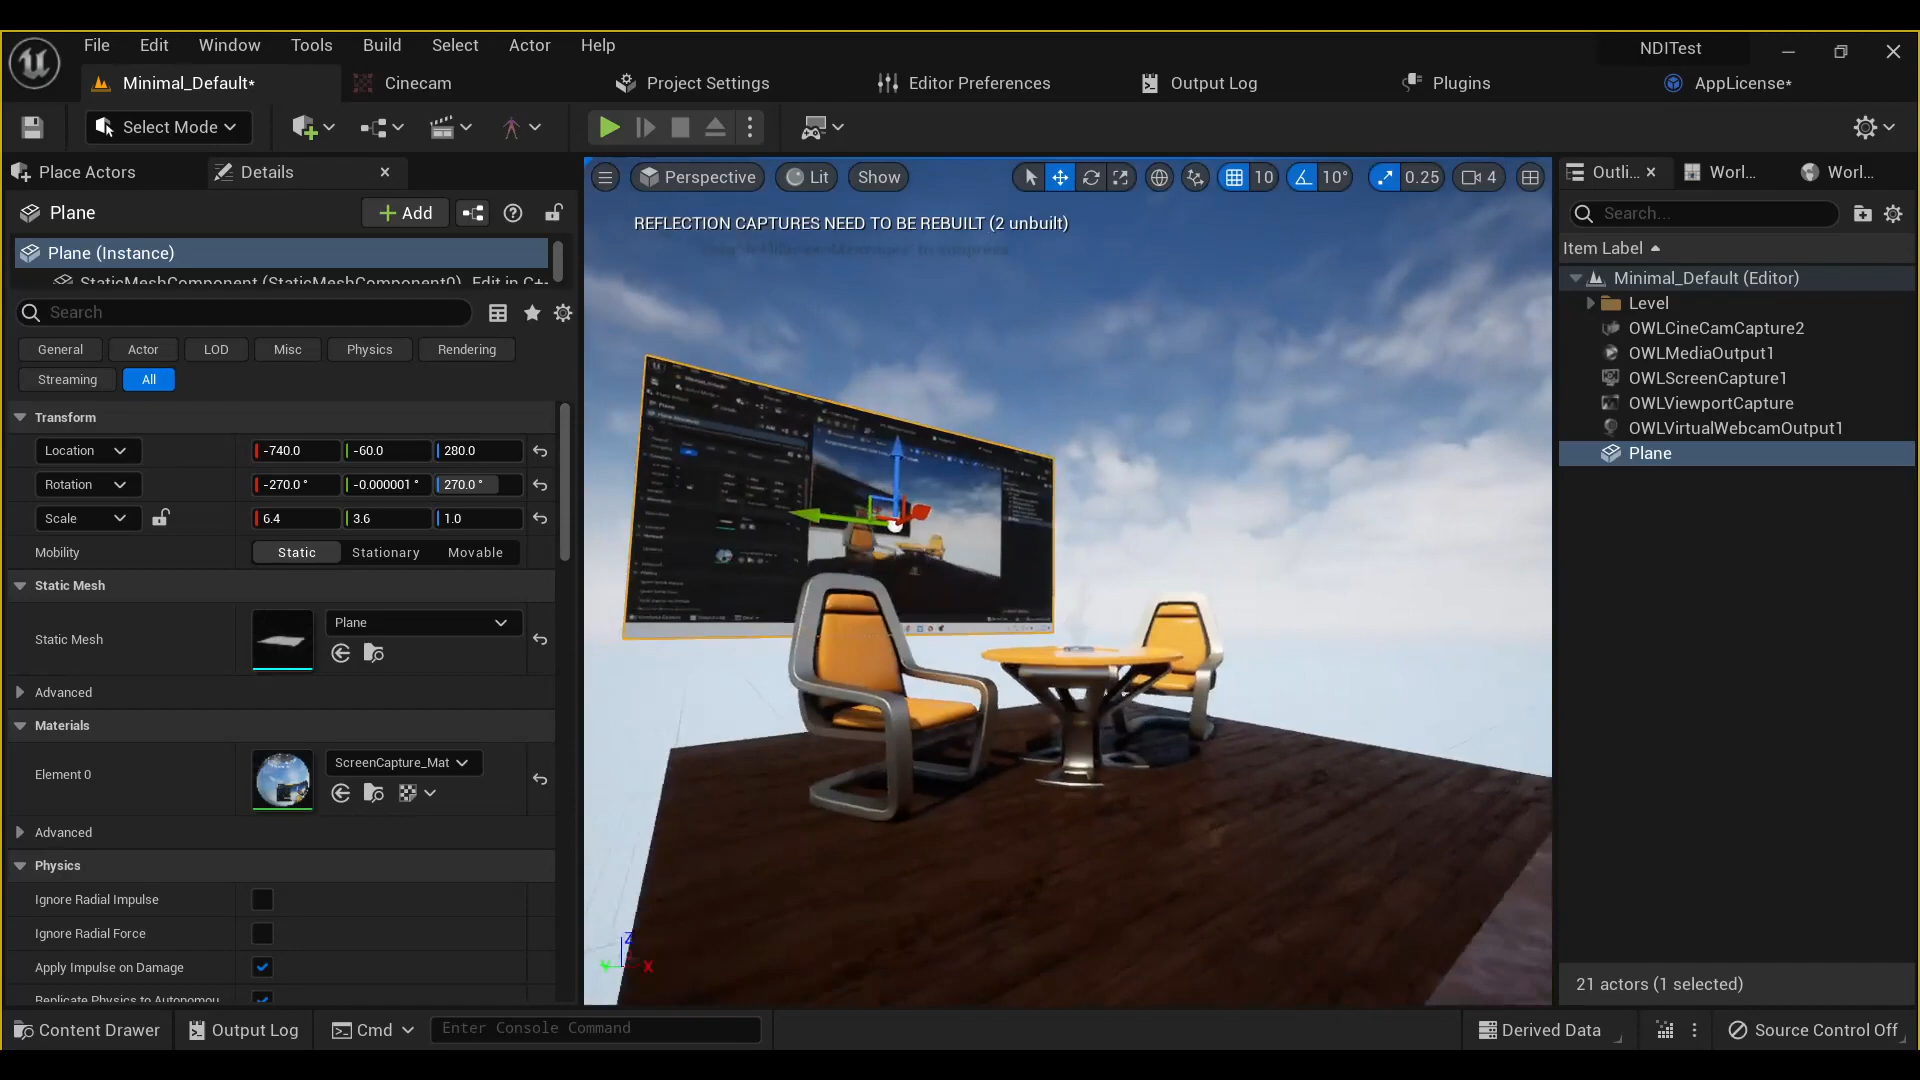 File Edit Window Tools Build Select Actor Help NDITest
Minimal_Default* Cinecam Project Settings Editor Preferences Output Log Plugins AppLicense*
Select Mode
Place Actors Details Perspective Lit Show 10 10° 0.25 4 Outli... Worl... Worl...
Plane Add
Search...
REFLECTION CAPTURES NEED TO BE REBUILT (2 unbuilt)
Plane (Instance)
StaticMeshComponent (StaticMeshComponent0) Edit in C++
Item Label
Search
Minimal_Default (Editor)
Level
General Actor LOD Misc Physics Rendering
OWLCineCamCapture2
OWLMediaOutput1
Streaming All
OWLScreenCapture1
OWLViewportCapture
Transform
OWLVirtualWebcamOutput1
Location -740.0 -60.0 280.0
Plane
Rotation -270.0° -0.000001° 270.0°
Scale 6.4 3.6 1.0
Mobility Static Stationary Movable
Static Mesh
Static Mesh Plane
Advanced
Materials
Element 0 ScreenCapture_Mat
Advanced
Physics
Ignore Radial Impulse
Ignore Radial Force
Apply Impulse on Damage
Replicate Physics to Autonomou
Z
Y X
21 actors (1 selected)
Content Drawer Output Log Cmd Enter Console Command Derived Data Source Control Off